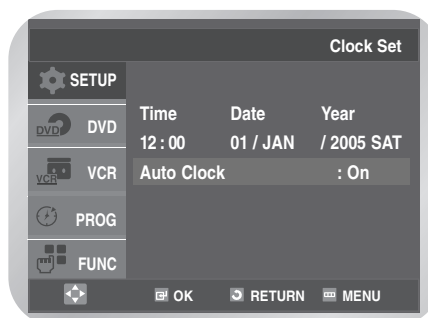 Clock Set
SETUP
DVD DVD
VCR VCR
PROG
FUNC
Time Date Year
12 : 00 01 / JAN / 2005 SAT
Auto Clock : On
OK RETURN MENU